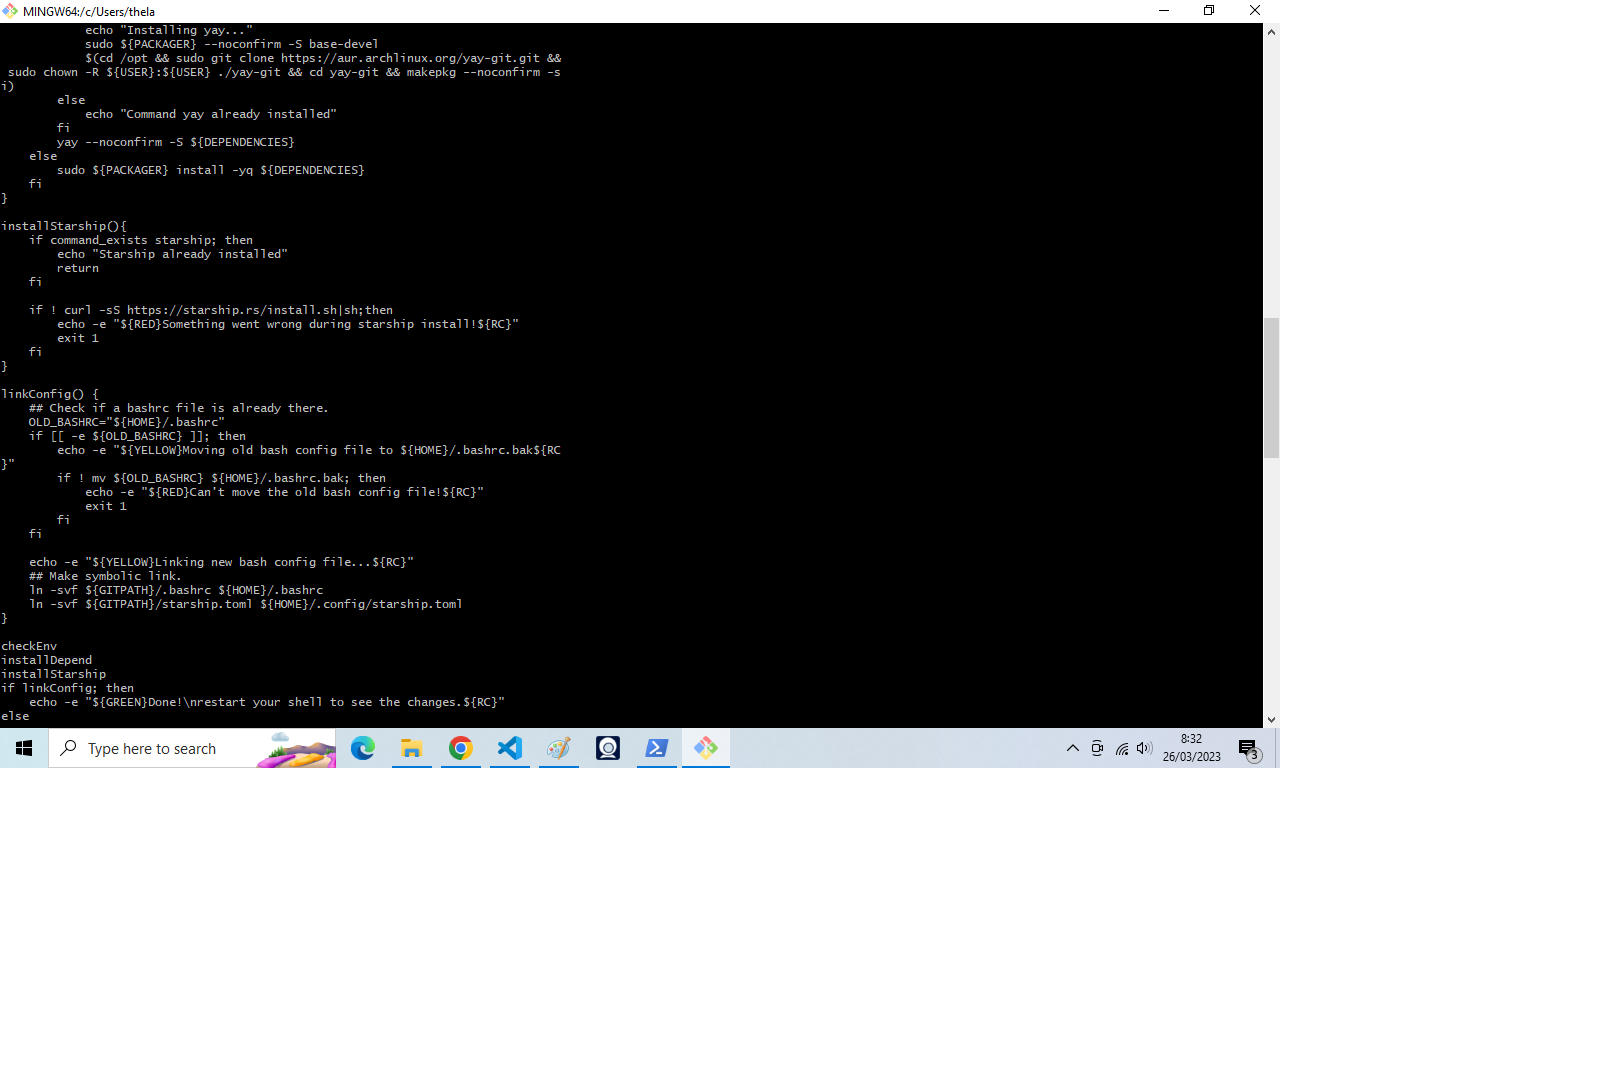 MINGW64:/c/Users/thela
            echo "Installing yay..."
            sudo ${PACKAGER} --noconfirm -S base-devel
            $(cd /opt && sudo git clone https://aur.archlinux.org/yay-git.git &&
 sudo chown -R ${USER}:${USER} ./yay-git && cd yay-git && makepkg --noconfirm -s
i)
        else
            echo "Command yay already installed"
        fi
        yay --noconfirm -S ${DEPENDENCIES}
    else
        sudo ${PACKAGER} install -yq ${DEPENDENCIES}
    fi
}
installStarship(){
    if command_exists starship; then
        echo "Starship already installed"
        return
    fi
    if ! curl -sS https://starship.rs/install.sh|sh;then
        echo -e "${RED}Something went wrong during starship install!${RC}"
        exit 1
    fi
}
linkConfig() {
    ## Check if a bashrc file is already there.
    OLD_BASHRC="${HOME}/.bashrc"
    if [[ -e ${OLD_BASHRC} ]]; then
        echo -e "${YELLOW}Moving old bash config file to ${HOME}/.bashrc.bak${RC
}"
        if ! mv ${OLD_BASHRC} ${HOME}/.bashrc.bak; then
            echo -e "${RED}Can't move the old bash config file!${RC}"
            exit 1
        fi
    fi
    echo -e "${YELLOW}Linking new bash config file...${RC}"
    ## Make symbolic link.
    ln -svf ${GITPATH}/.bashrc ${HOME}/.bashrc
    ln -svf ${GITPATH}/starship.toml ${HOME}/.config/starship.toml
}
checkEnv
installDepend
installStarship
if linkConfig; then
    echo -e "${GREEN}Done!\nrestart your shell to see the changes.${RC}"
else
Type here to search
8:32
26/03/2023
3